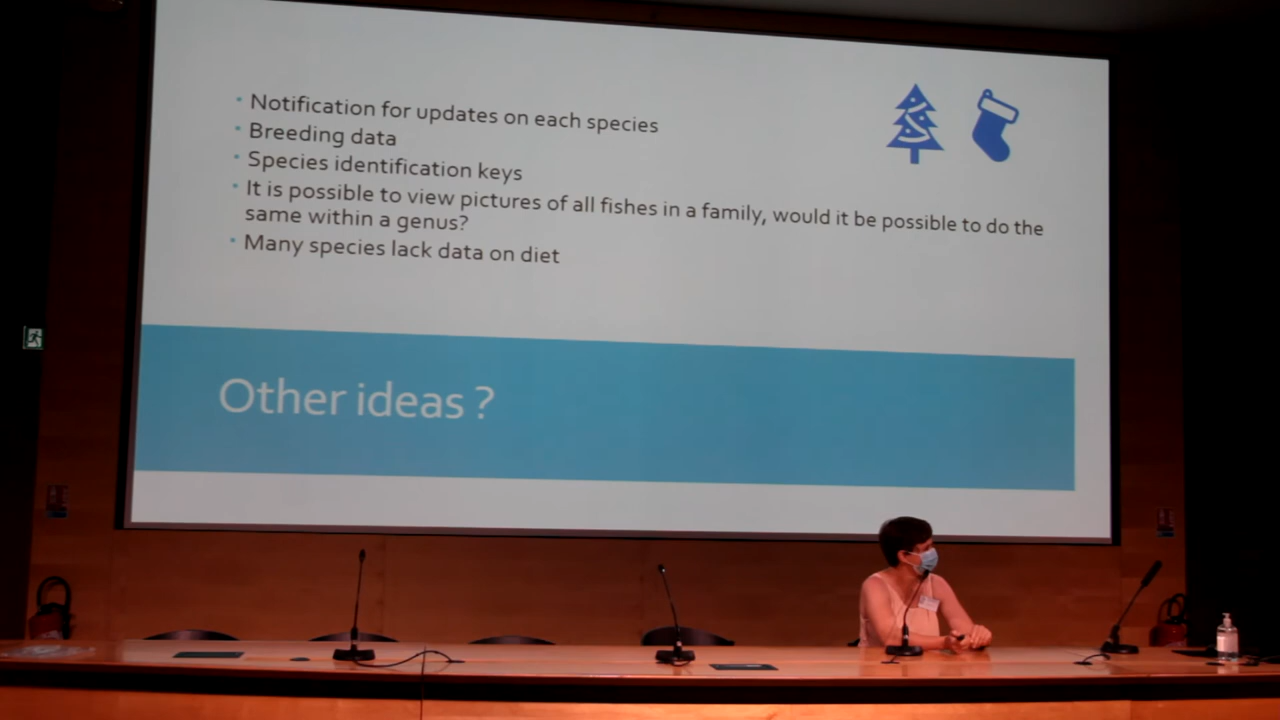 Notification for updates on each species
Breeding data
Species identification keys
It is possible to view pictures of all fishes in a family, would it be possible to do the
same within a genus?
Many species lack data on diet
Other ideas ?